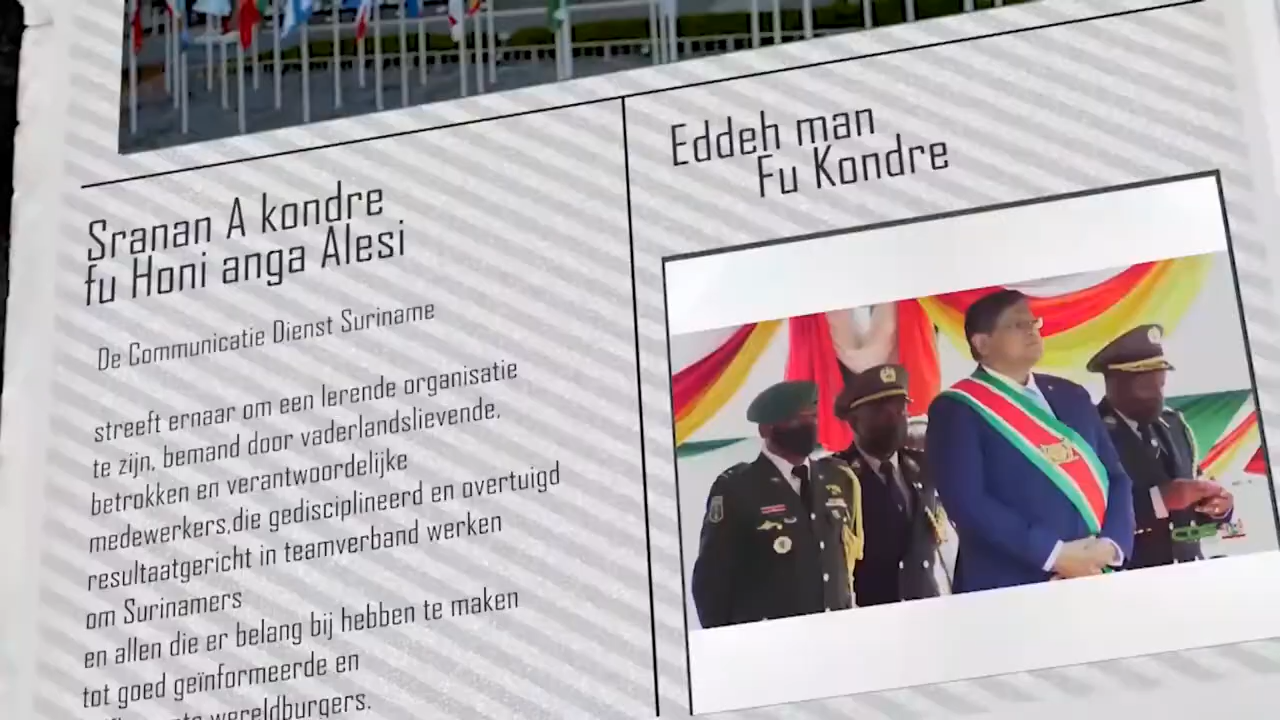 Sranan A kondre
fu Honi anga Alesi
De Communicatie Dienst Suriname
streeft ernaar om een lerende organisatie
te zijn, bemand door vaderlandslievende,
betrokken en verantwoordelijke
medewerkers,die gedisciplineerd en overtuigd
resultaatgericht in teamverband werken
om Surinamers
en allen die er belang bij hebben te maken
tot goed geïnformeerde en
wereldburgers.
Eddeh man
Fu Kondre